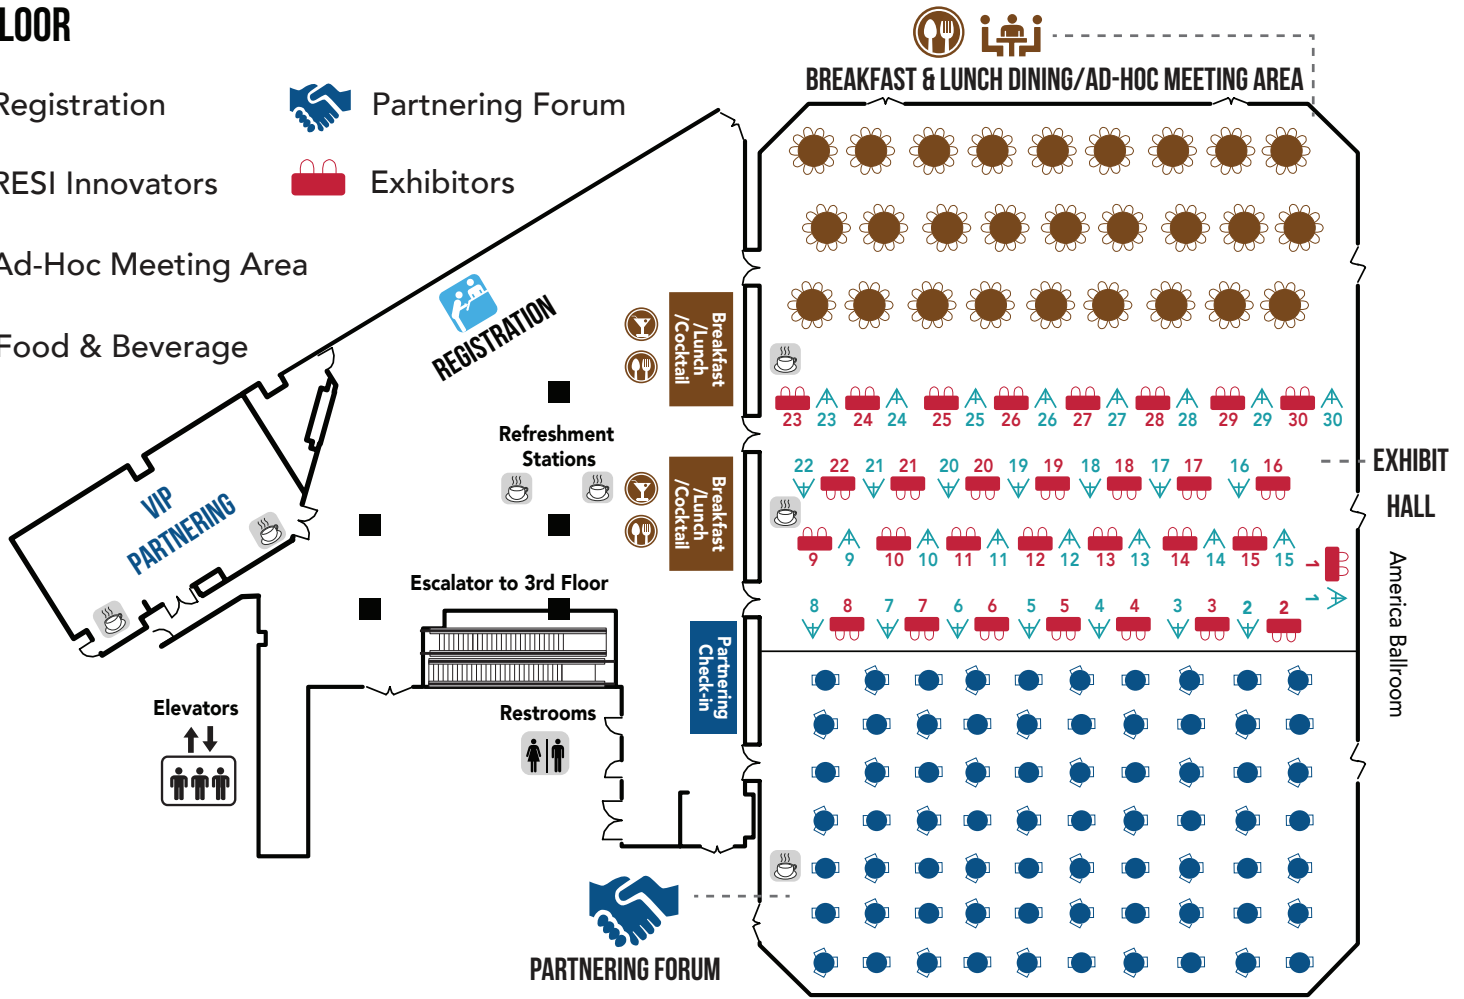 LOOR
Registration
Partnering Forum
RESI Innovators
Exhibitors
Ad-Hoc Meeting Area
Food & Beverage
BREAKFAST & LUNCH DINING/AD-HOC MEETING AREA
REGISTRATION
Breakfast
/Lunch
/Cocktail
23 23 24 24 25 25 26 26 27 27 28 28 29 29 30 30
Refreshment
Stations
EXHIBIT
HALL
22 22 21 21 20 20 19 19 18 18 17 17 16 16
Breakfast
/Lunch
/Cocktail
VIP
PARTNERING
9 9 10 10 11 11 12 12 13 13 14 14 15 15
1
1
America Ballroom
Escalator to 3rd Floor
8 8 7 7 6 6 5 5 4 4 3 3 2 2
Partnering
Check-in
Elevators
Restrooms
PARTNERING FORUM